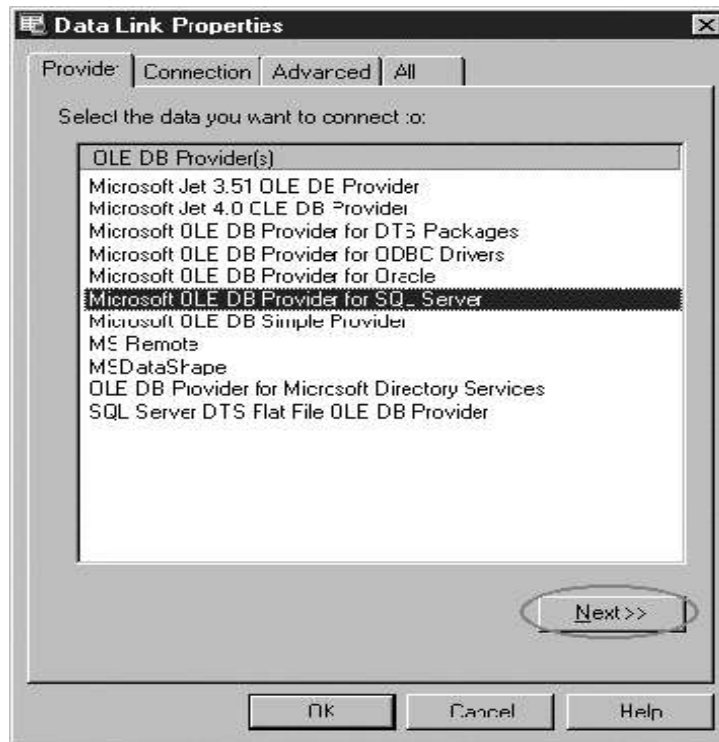 Data Link Properties
Provider Connection Advanced All
Select the data you want to connect to:
OLE DB Provider(s)
Microsoft Jet 3.51 OLE DB Provider
Microsoft Jet 4.0 OLE DB Provider
Microsoft OLE DB Provider for DTS Packages
Microsoft OLE DB Provider for ODBC Drivers
Microsoft OLE DB Provider for Oracle
Microsoft OLE DB Provider for SQL Server
Microsoft OLE DB Simple Provider
MS Remote
MSDataShape
OLE DB Provider for Microsoft Directory Services
SQL Server DTS Flat File OLE DB Provider
Next >>
OK Cancel Help